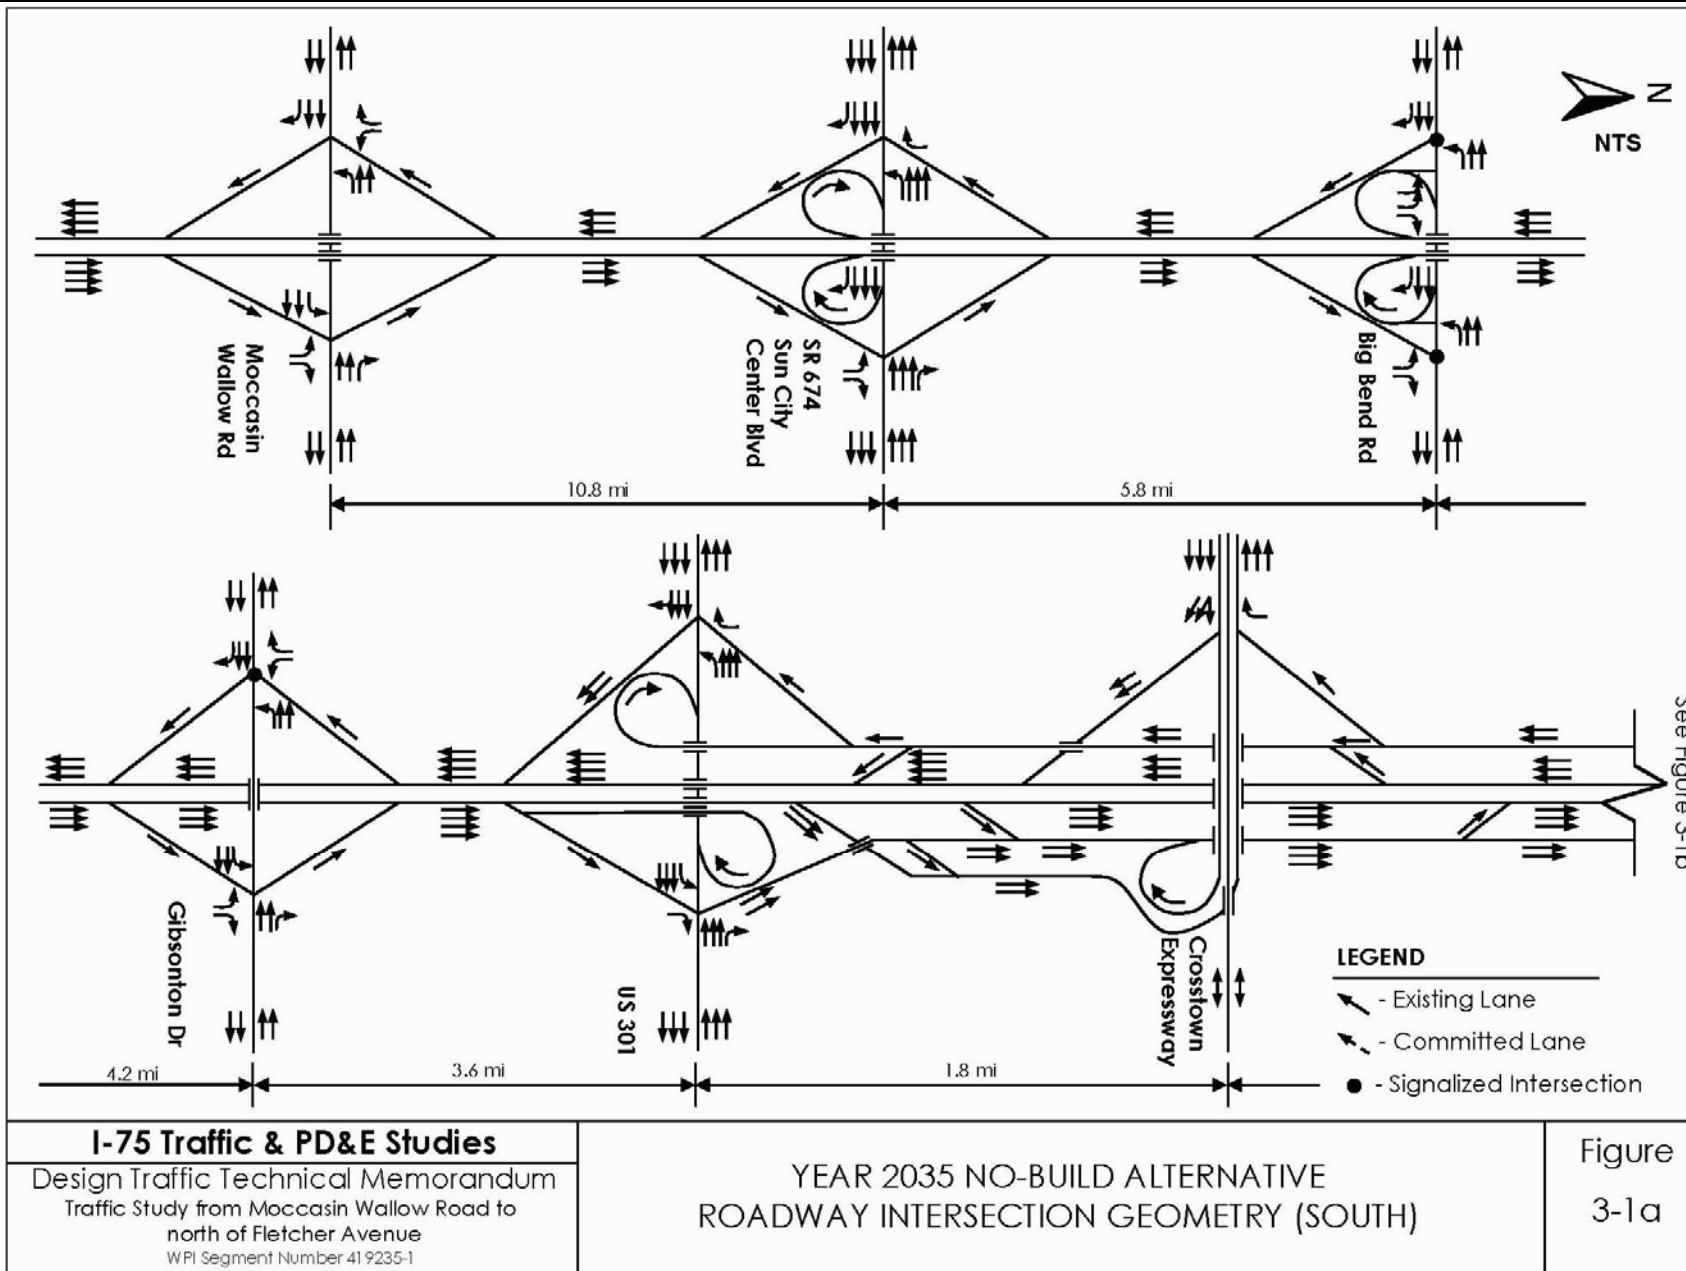 N
NTS
Moccasin
Wallow Rd
SR 674
Sun City
Center Blvd
Big Bend Rd
10.8 mi
5.8 mi
See Figure 3-1b
Gibsonton Dr
US 301
Crosstown
Expressway
4.2 mi
3.6 mi
1.8 mi
LEGEND
- Existing Lane
- Committed Lane
- Signalized Intersection
I-75 Traffic & PD&E Studies
Design Traffic Technical Memorandum
Traffic Study from Moccasin Wallow Road to
north of Fletcher Avenue
WPI Segment Number 419235-1
YEAR 2035 NO-BUILD ALTERNATIVE
ROADWAY INTERSECTION GEOMETRY (SOUTH)
Figure
3-1a